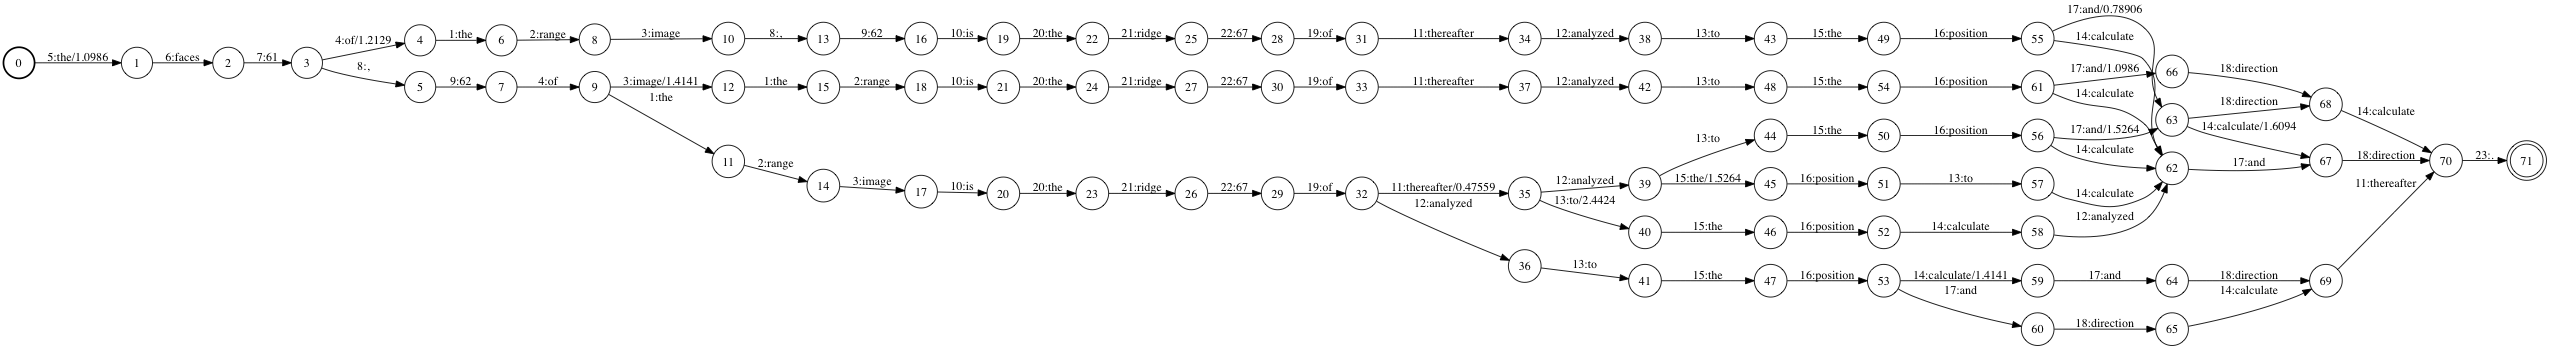 0 5:the/1.0986 1 6:faces 2 7:61 3
4:of/1.2129 4 1:the 6 2:range 8 3:image 10 8:, 13 9:62 16 10:is 19 20:the 22 21:ridge 25 22:67 28 19:of 31 11:thereafter 34 12:analyzed 38 13:to 43 15:the 49 16:position 55
17:and/0.78906
14:calculate
8:, 5 9:62 7 4:of 9 3:image/1.4141 12 1:the 15 2:range 18 10:is 21 20:the 24 21:ridge 27 22:67 30 19:of 33 11:thereafter 37 12:analyzed 42 13:to 48 15:the 54 16:position 61 17:and/1.0986 66 18:direction 68 14:calculate
14:calculate
1:the 11 2:range 14 3:image 17 10:is 20 20:the 23 21:ridge 26 22:67 29 19:of 32 11:thereafter/0.47559 35 12:analyzed 39
13:to 44 15:the 50 16:position 56 17:and/1.5264 63 18:direction
14:calculate/1.6094
14:calculate 62 17:and 67 18:direction 70 23:. 71
15:the/1.5264 45 16:position 51 13:to 57 14:calculate
13:to/2.4424 40 15:the 46 16:position 52 14:calculate 58 12:analyzed
12:analyzed 36 13:to 41 15:the 47 16:position 53 14:calculate/1.4141 59 17:and 64 18:direction 69 11:thereafter
17:and 60 18:direction 65 14:calculate